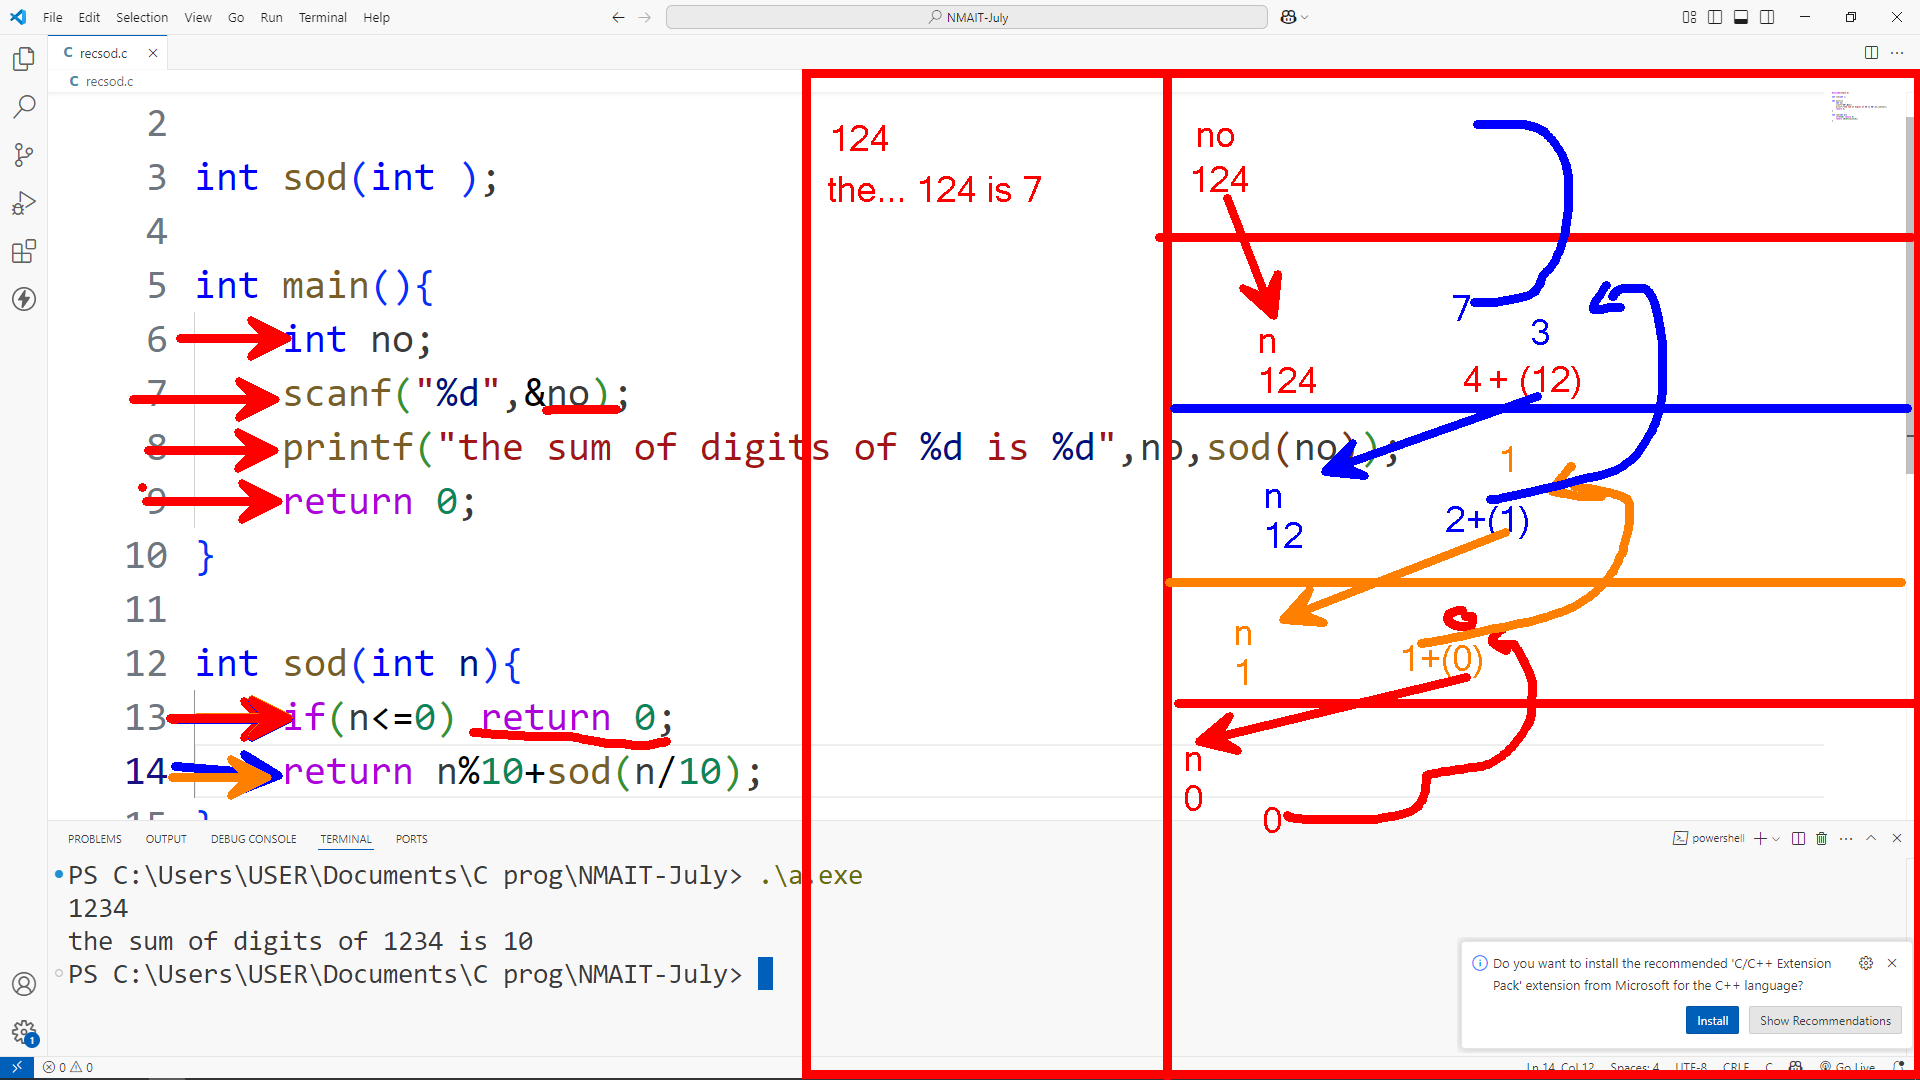 File Edit Selection View Go Run Terminal Help
NMAIT-July
C recsod.c
C recsod.c
2
3 int sod(int );
4
5 int main(){
6 int no;
7 scanf("%d",&no);
8 printf("the sum of digits of %d is %d",no,sod(no));
9 return 0;
10 }
11
12 int sod(int n){
13 if(n<=0) return 0;
14 return n%10+sod(n/10);
15 }
124
the... 124 is 7
no
124
7
3
n
124
4+ (12)
1
n
12
2+(1)
n
1
1+(0)
n
0
0
PROBLEMS OUTPUT DEBUG CONSOLE TERMINAL PORTS
powershell
PS C:\Users\USER\Documents\C prog\NMAIT-July> .\a.exe
1234
the sum of digits of 1234 is 10
PS C:\Users\USER\Documents\C prog\NMAIT-July>
Do you want to install the recommended 'C/C++ Extension
Pack' extension from Microsoft for the C++ language?
Install Show Recommendations
1
0 0
Ln 14, Col 12 Spaces: 4 UTF-8 CRLF C Go Live